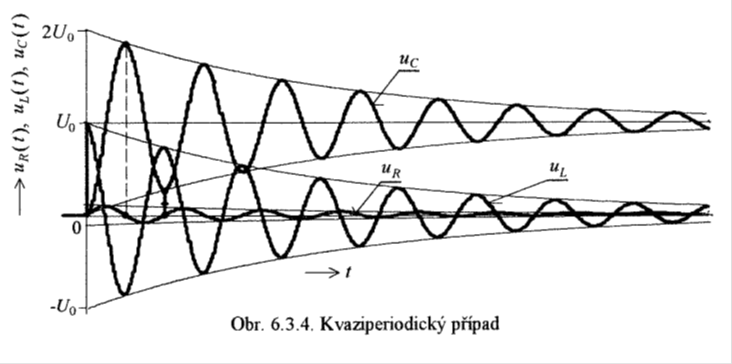 u_R(t), u_L(t), u_C(t)
2U₀
u_C
U₀
u_R
u_L
0
t
-U₀
Obr. 6.3.4. Kvaziperiodický případ